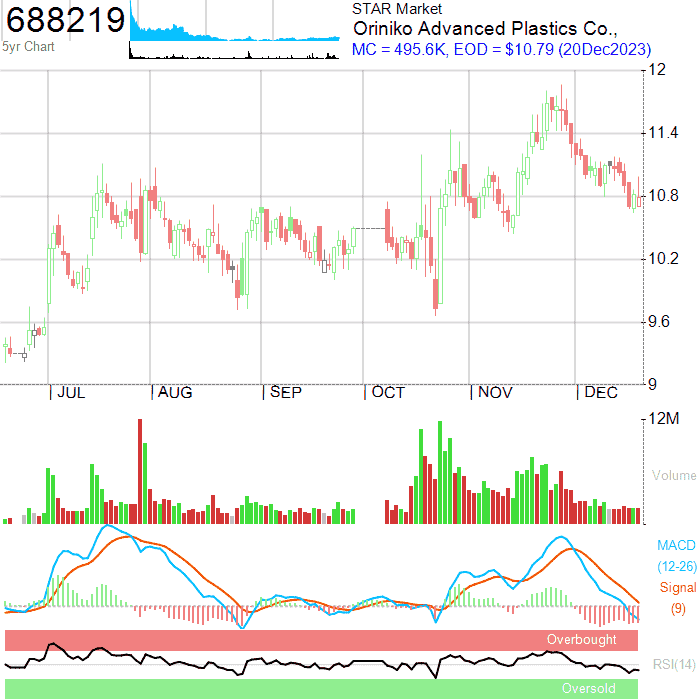 688219
5yr Chart
STAR Market
Oriniko Advanced Plastics Co.,
MC = 495.6K, EOD = $10.79 (20Dec2023)
12
11.4
10.8
10.2
9.6
9
JUL AUG SEP OCT NOV DEC
12M
Volume
MACD
(12-26)
Signal
(9)
Overbought
RSI(14)
Oversold